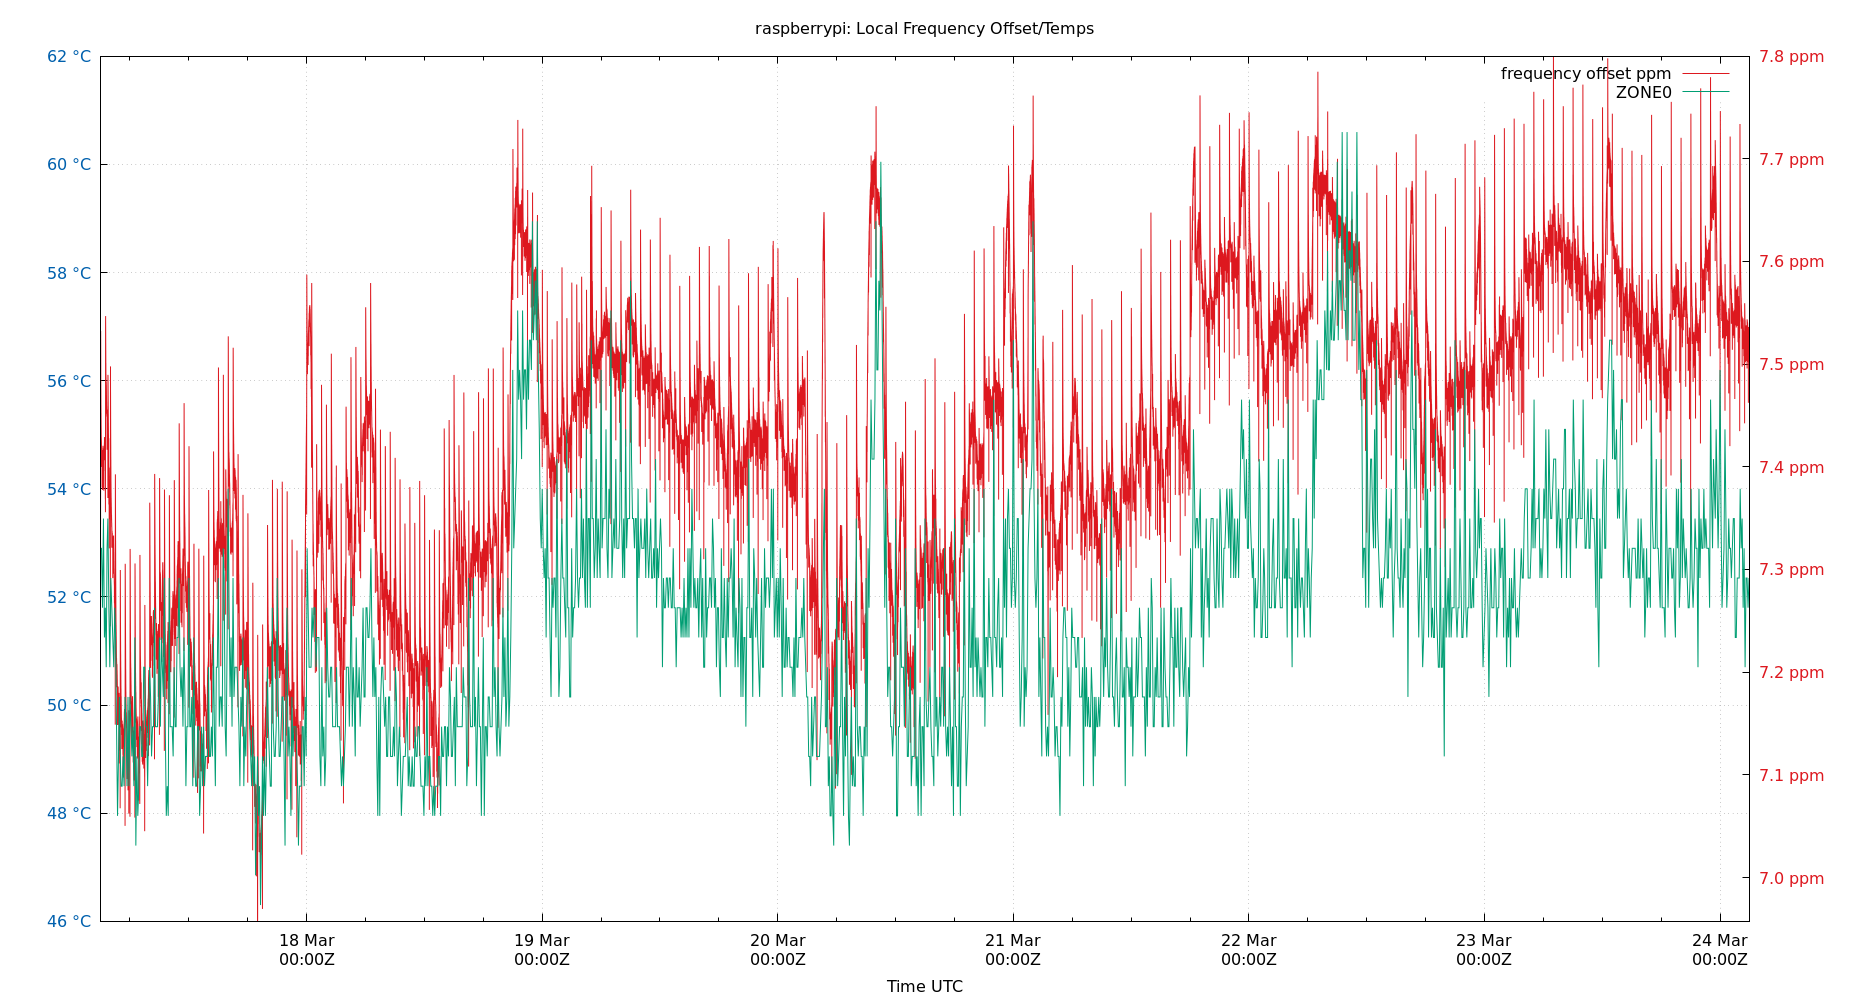 raspberrypi: Local Frequency Offset/Temps
62 °C
60 °C
58 °C
56 °C
54 °C
52 °C
50 °C
48 °C
46 °C
7.8 ppm
7.7 ppm
7.6 ppm
7.5 ppm
7.4 ppm
7.3 ppm
7.2 ppm
7.1 ppm
7.0 ppm
frequency offset ppm
ZONE0
18 Mar
00:00Z
19 Mar
00:00Z
20 Mar
00:00Z
21 Mar
00:00Z
22 Mar
00:00Z
23 Mar
00:00Z
24 Mar
00:00Z
Time UTC